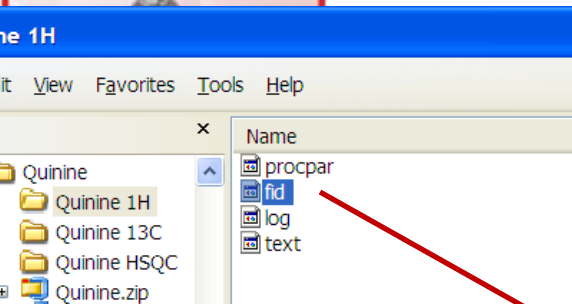 ne 1H
it View Favorites Tools Help
× Name
Quinine
Quinine 1H
Quinine 13C
Quinine HSQC
Quinine.zip
procpar
fid
log
text